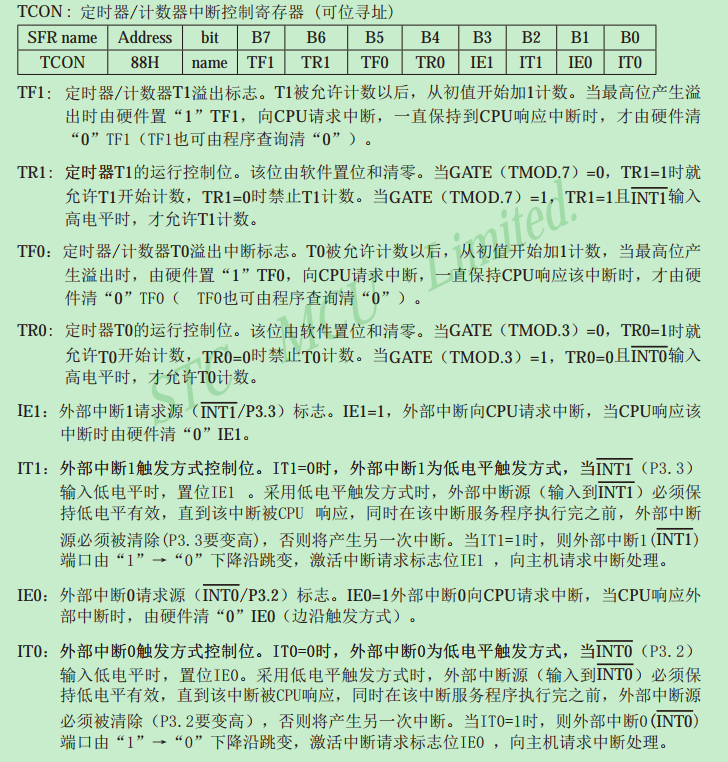 TCON: 定时器/计数器中断控制寄存器 (可位寻址)
SFR name Address bit B7 B6 B5 B4 B3 B2 B1 B0
TCON 88H name TF1 TR1 TF0 TR0 IE1 IT1 IE0 IT0
TF1: 定时器/计数器T1溢出标志。T1被允许计数以后，从初值开始加1计数。当最高位产生溢
出时由硬件置“1”TF1，向CPU请求中断，一直保持到CPU响应中断时，才由硬件清
“0”TF1（TF1也可由程序查询清“0”）。
TR1: 定时器T1的运行控制位。该位由软件置位和清零。当GATE（TMOD.7）=0，TR1=1时就
允许T1开始计数，TR1=0时禁止T1计数。当GATE（TMOD.7）=1，TR1=1且INT1输入
高电平时，才允许T1计数。
TF0: 定时器/计数器T0溢出中断标志。T0被允许计数以后，从初值开始加1计数，当最高位产
生溢出时，由硬件置“1”TF0，向CPU请求中断，一直保持CPU响应该中断时，才由硬
件清“0”TF0（ TF0也可由程序查询清“0”）。
TR0: 定时器T0的运行控制位。该位由软件置位和清零。当GATE（TMOD.3）=0，TR0=1时就
允许T0开始计数，TR0=0时禁止T0计数。当GATE（TMOD.3）=1，TR0=0且INT0输入
高电平时，才允许T0计数。
IE1: 外部中断1请求源（INT1/P3.3）标志。IE1=1，外部中断向CPU请求中断，当CPU响应该
中断时由硬件清“0”IE1。
IT1: 外部中断1触发方式控制位。IT1=0时，外部中断1为低电平触发方式，当INT1（P3.3）
输入低电平时，置位IE1 。采用低电平触发方式时，外部中断源（输入到INT1）必须保
持低电平有效，直到该中断被CPU 响应，同时在该中断服务程序执行完之前，外部中断
源必须被清除(P3.3要变高)，否则将产生另一次中断。当IT1=1时，则外部中断1(INT1)
端口由“1”→“0”下降沿跳变，激活中断请求标志位IE1 ，向主机请求中断处理。
IE0: 外部中断0请求源（INT0/P3.2）标志。IE0=1外部中断0向CPU请求中断，当CPU响应外
部中断时，由硬件清“0”IE0（边沿触发方式）。
IT0: 外部中断0触发方式控制位。IT0=0时，外部中断0为低电平触发方式，当INT0（P3.2）
输入低电平时，置位IE0。采用低电平触发方式时，外部中断源（输入到INT0）必须保
持低电平有效，直到该中断被CPU响应，同时在该中断服务程序执行完之前，外部中断源
必须被清除（P3.2要变高），否则将产生另一次中断。当IT0=1时，则外部中断0(INT0)
端口由“1”→“0”下降沿跳变，激活中断请求标志位IE0 ，向主机请求中断处理。
STC MCU Limited.